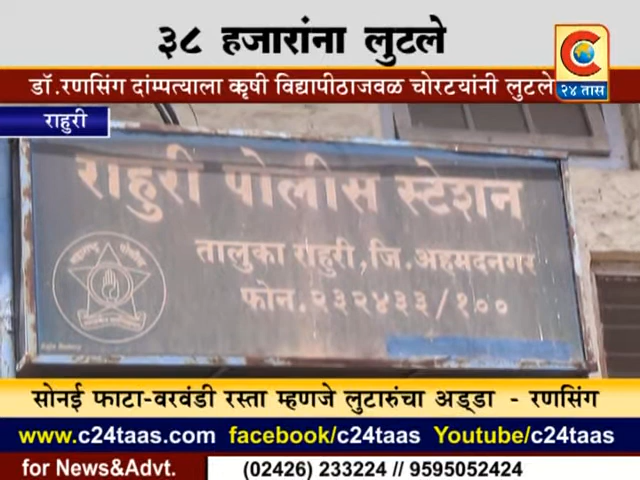 ३८ हजारांना लुटले
C
२४ तास
डॉ.रणसिंग दांम्पत्याला कृषी विद्यापीठाजवळ चोरटयांनी लुटले
राहुरी
राहुरी पोलीस स्टेशन
तालुका राहुरी, जि. अहमदनगर
फोन. २३२४३३/१००
सोनई फाटा-वरवंडी रस्ता म्हणजे लुटारुंचा अड्डा - रणसिंग
www.c24taas.com facebook/c24taas Youtube/c24taas
for News&Advt. (02426) 233224 // 9595052424